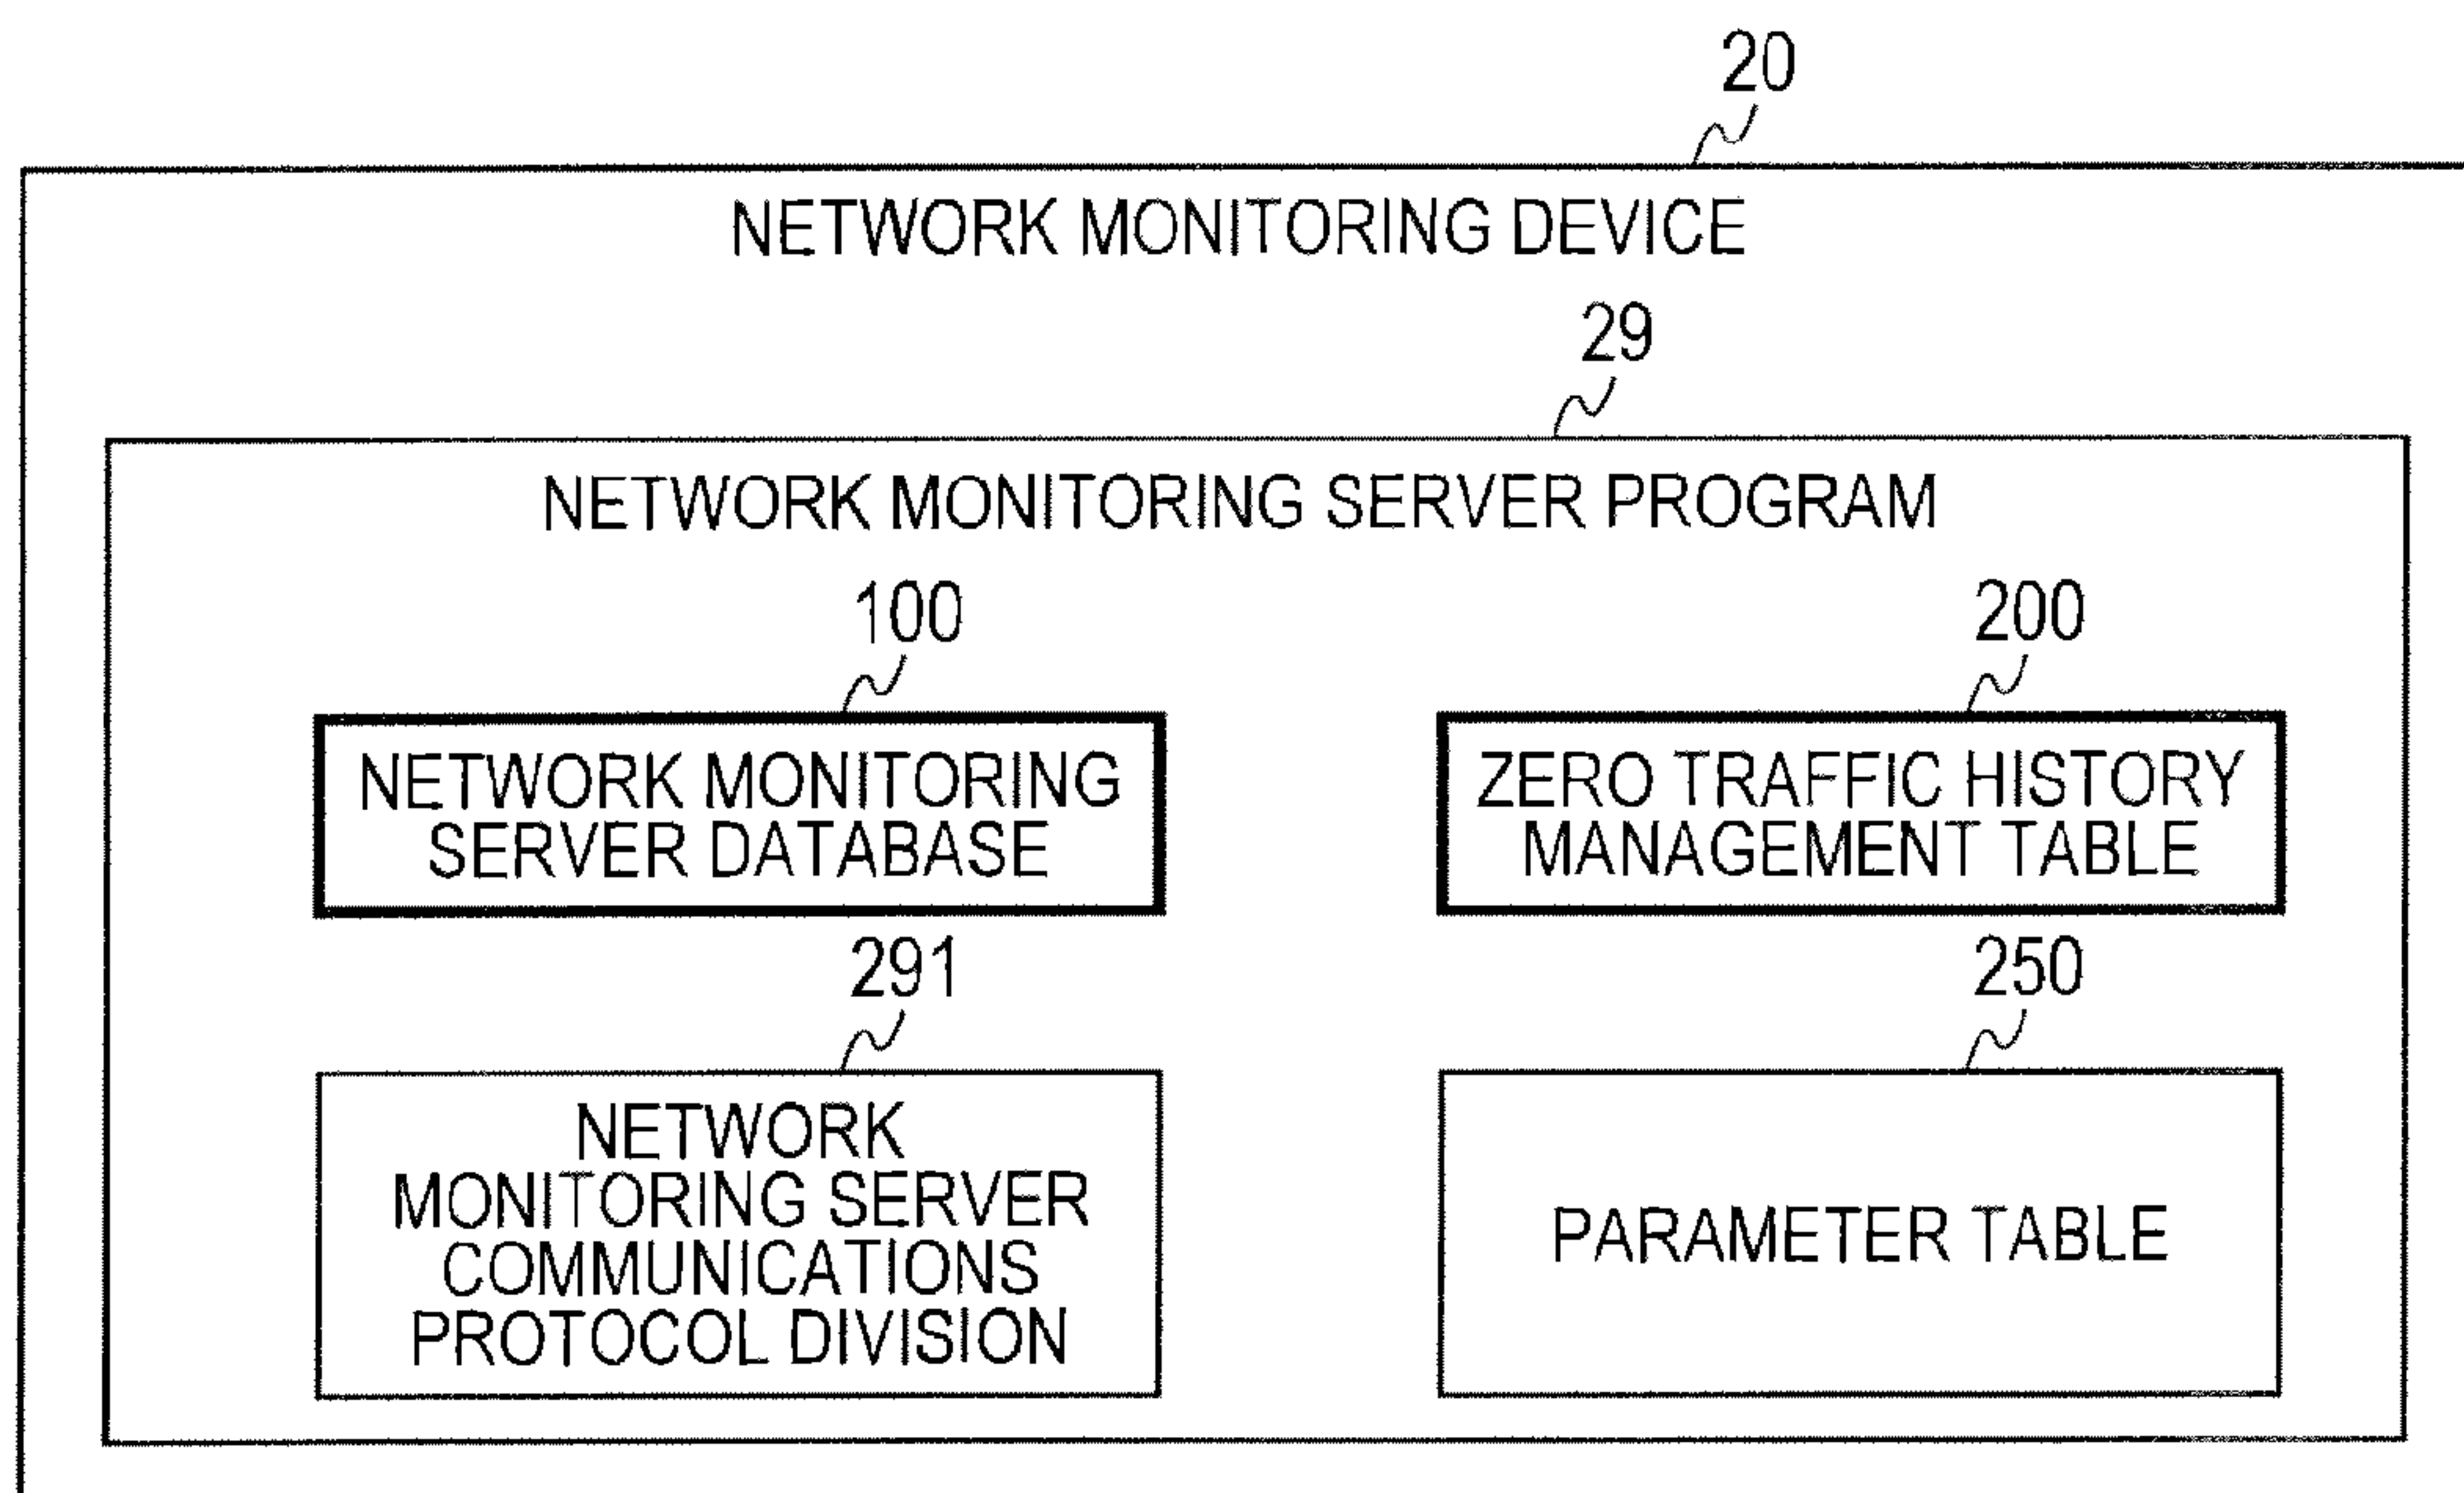 20
NETWORK MONITORING DEVICE
29
NETWORK MONITORING SERVER PROGRAM
100
NETWORK MONITORING
SERVER DATABASE
200
ZERO TRAFFIC HISTORY
MANAGEMENT TABLE
291
NETWORK
MONITORING SERVER
COMMUNICATIONS
PROTOCOL DIVISION
250
PARAMETER TABLE